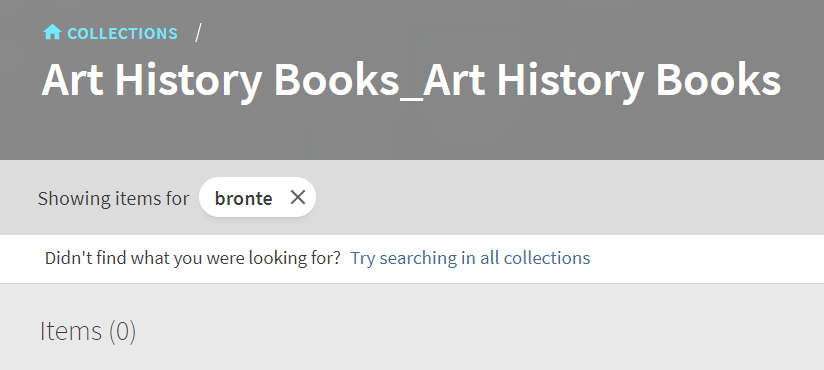 COLLECTIONS /
Art History Books_Art History Books
Showing items for bronte
Didn't find what you were looking for? Try searching in all collections
Items (0)